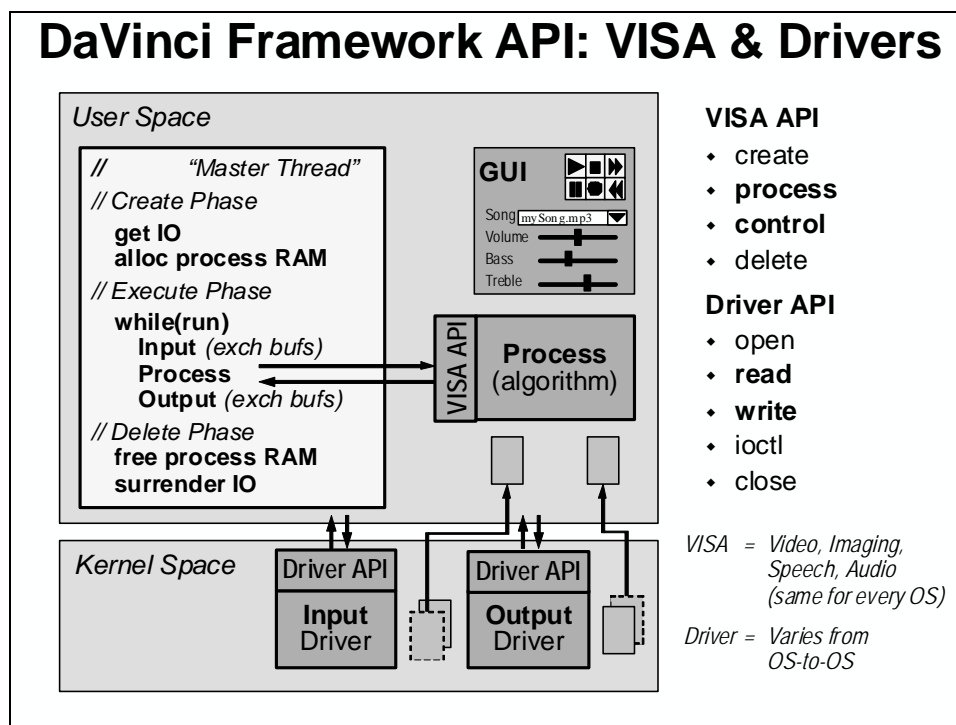 DaVinci Framework API: VISA & Drivers
User Space
// "Master Thread"
// Create Phase
get IO
alloc process RAM
// Execute Phase
while(run)
Input (exch bufs)
Process
Output (exch bufs)
// Delete Phase
free process RAM
surrender IO
GUI
Song mySong.mp3
Volume
Bass
Treble
VISA API
Process
(algorithm)
Kernel Space
Driver API
Input
Driver
Driver API
Output
Driver
VISA API
⬥ create
⬥ process
⬥ control
⬥ delete
Driver API
⬥ open
⬥ read
⬥ write
⬥ ioctl
⬥ close
VISA = Video, Imaging,
Speech, Audio
(same for every OS)
Driver = Varies from
OS-to-OS